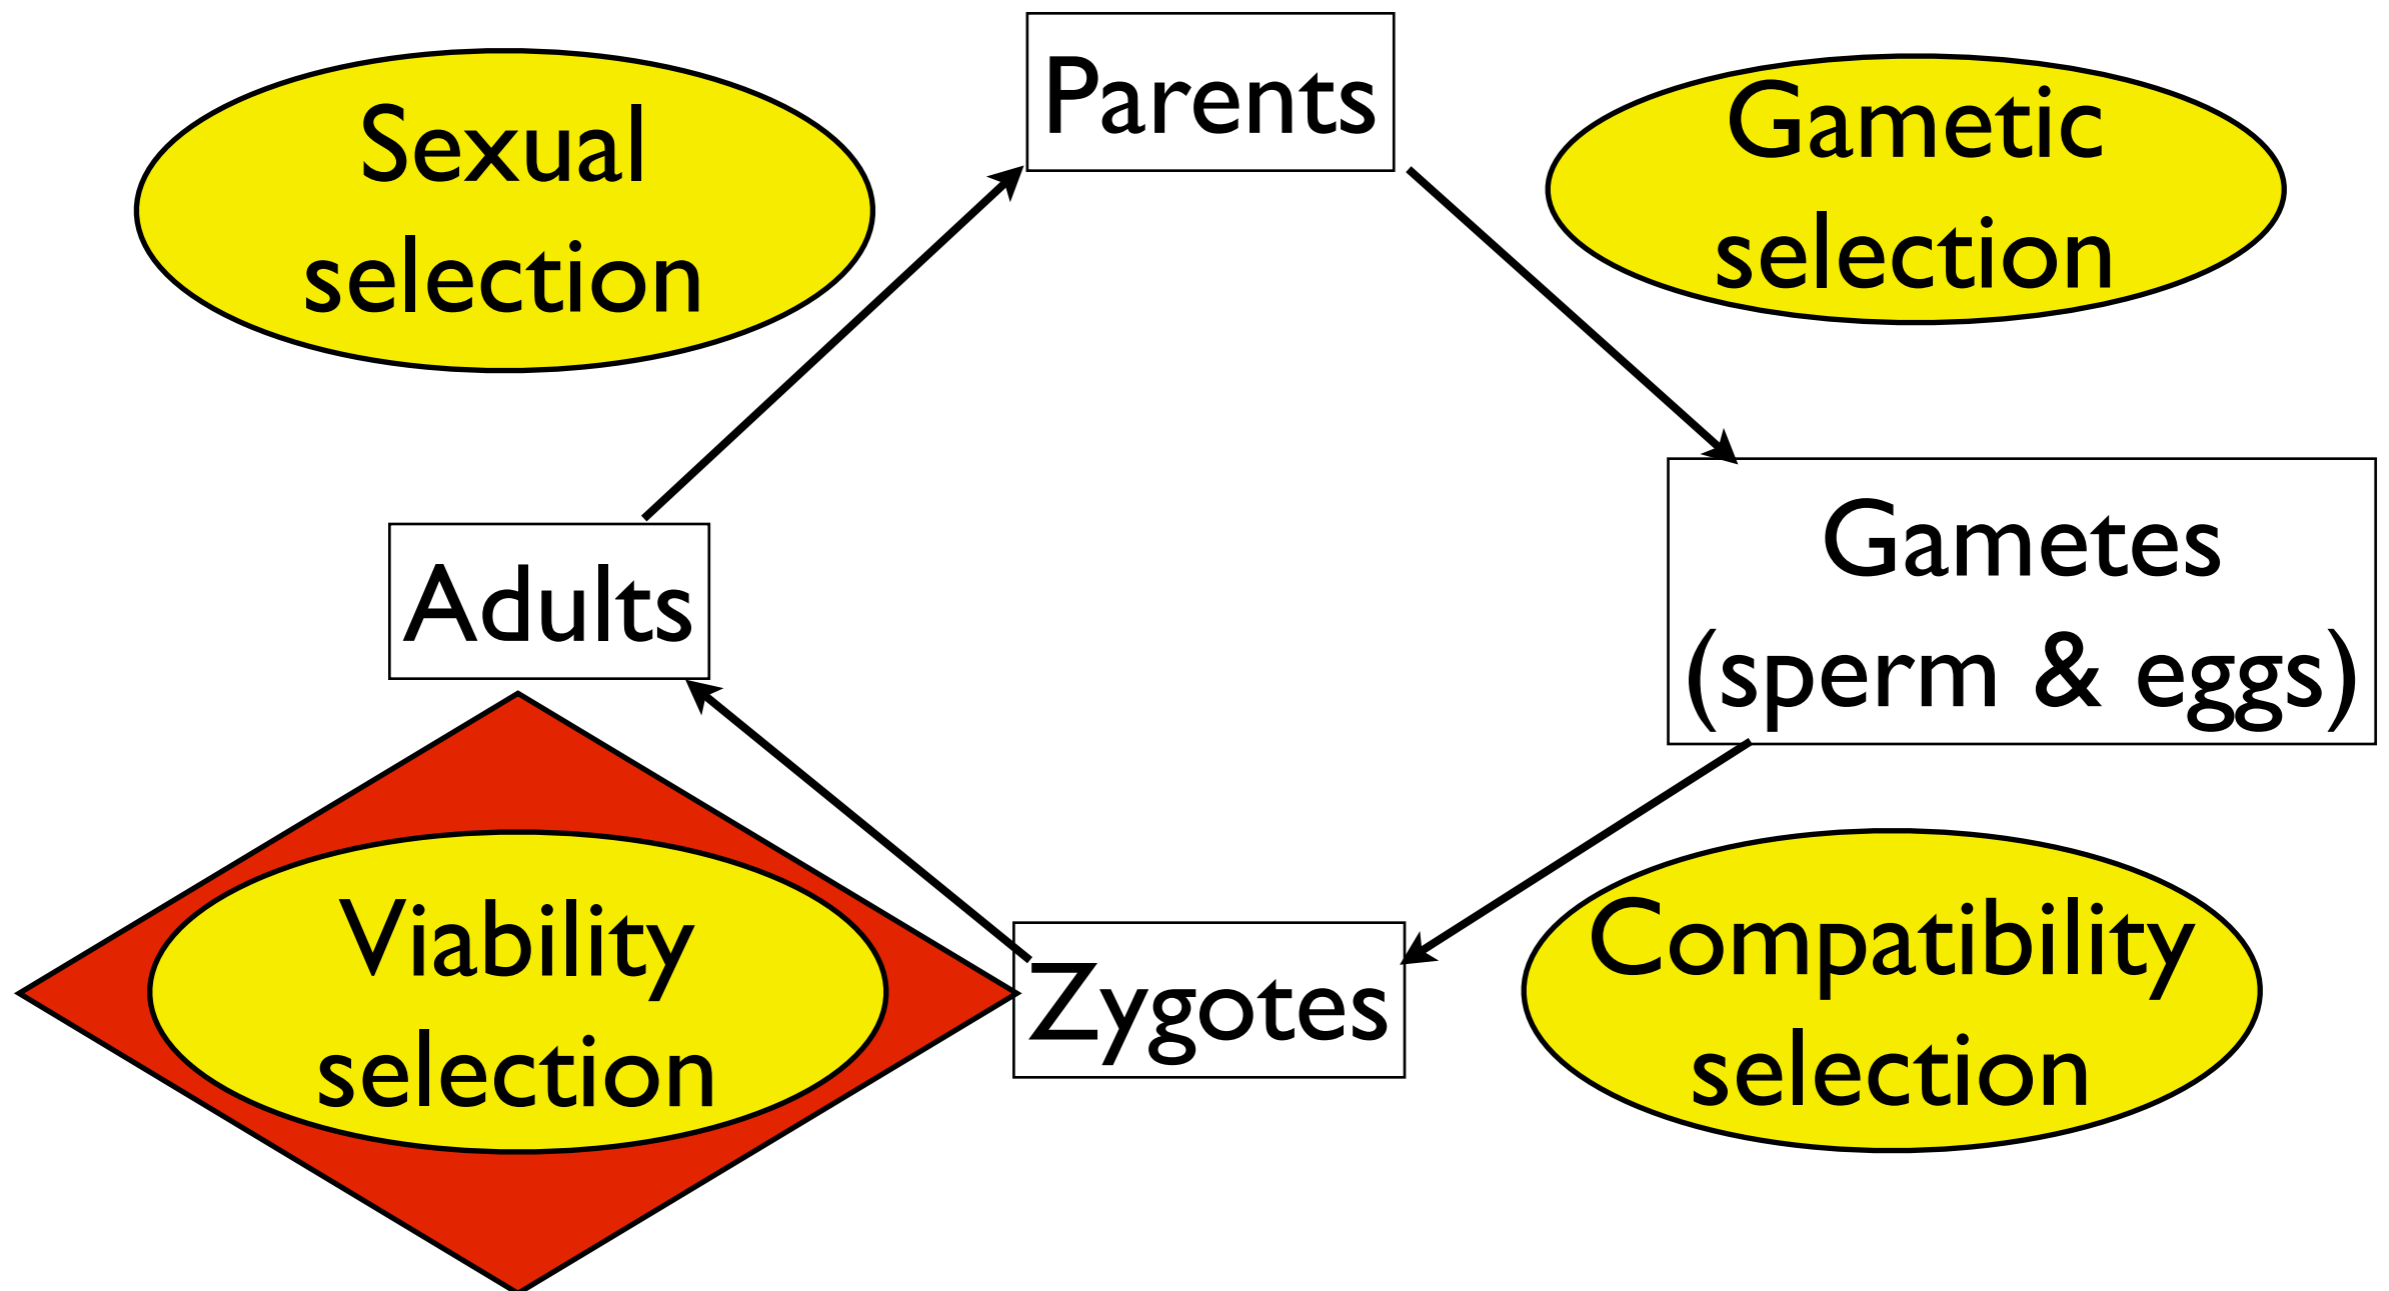 Parents
Sexual
selection
Gametic
selection
Adults
Gametes
(sperm & eggs)
Viability
selection
Zygotes
Compatibility
selection